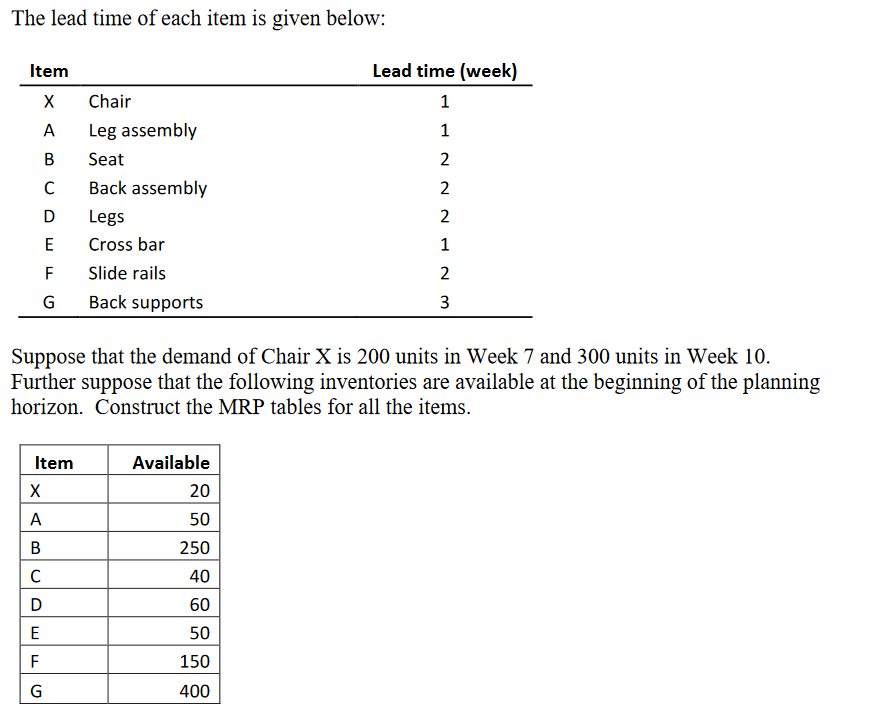 The lead time of each item is given below:
Item Lead time (week)
X Chair 1
A Leg assembly 1
B Seat 2
C Back assembly 2
D Legs 2
E Cross bar 1
F Slide rails 2
G Back supports 3
Suppose that the demand of Chair X is 200 units in Week 7 and 300 units in Week 10.
Further suppose that the following inventories are available at the beginning of the planning
horizon. Construct the MRP tables for all the items.
Item Available
X 20
A 50
B 250
C 40
D 60
E 50
F 150
G 400